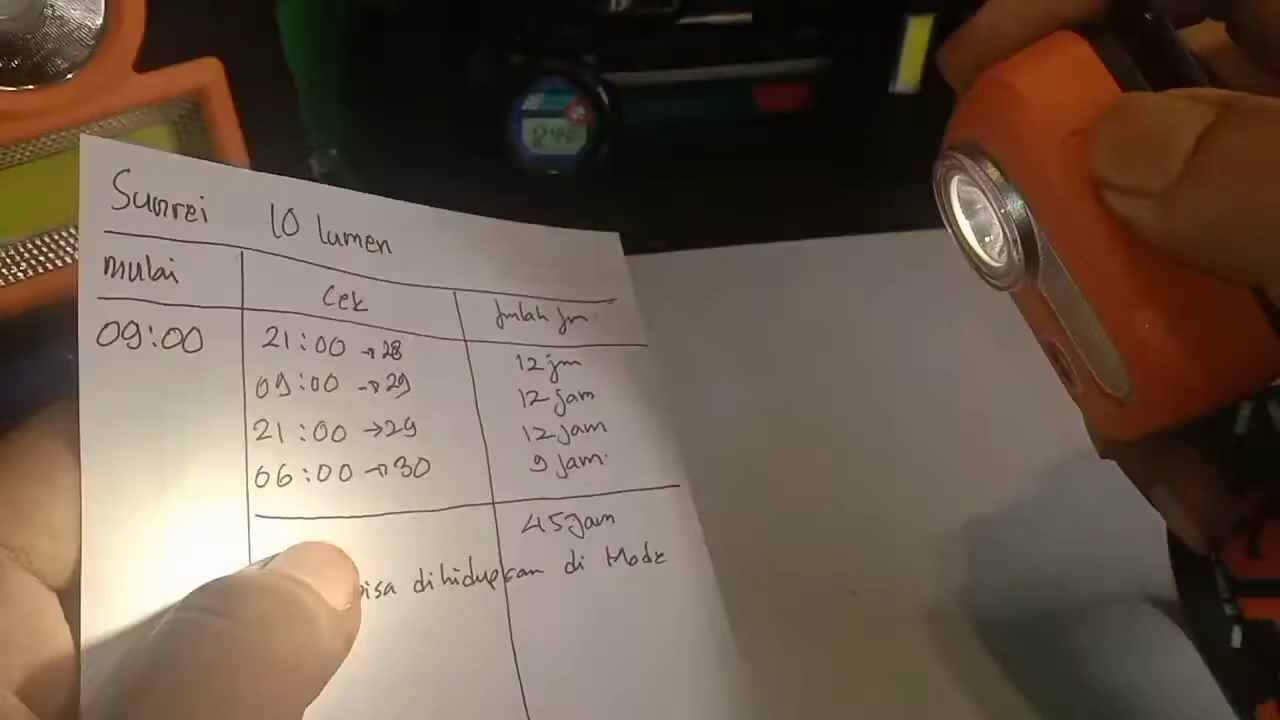 Sunrei 10 lumen
mulai cek Jmlah jm
09:00 21:00 → 28 12 jm
09:00 → 29 12 jam
21:00 → 29 12 jam
06:00 → 30 9 jam
45 jam
bisa dihidupkan di Mode